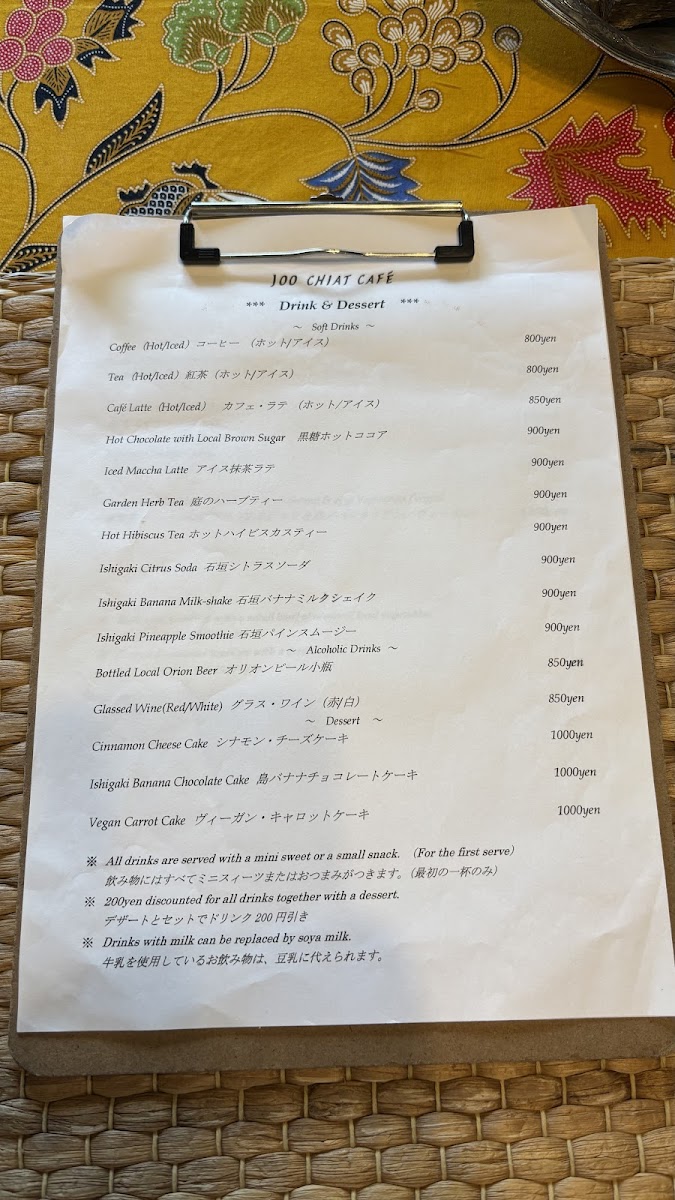 JOO CHIAT CAFÉ
*** Drink & Dessert ***
～ Soft Drinks ～
Coffee (Hot/Iced) コーヒー （ホット/アイス） 800yen
Tea (Hot/Iced) 紅茶（ホット/アイス） 800yen
Café Latte (Hot/Iced) カフェ・ラテ （ホット/アイス） 850yen
Hot Chocolate with Local Brown Sugar 黒糖ホットココア 900yen
Iced Maccha Latte アイス抹茶ラテ 900yen
Garden Herb Tea 庭のハーブティー 900yen
Hot Hibiscus Tea ホットハイビスカスティー 900yen
Ishigaki Citrus Soda 石垣シトラスソーダ 900yen
Ishigaki Banana Milk-shake 石垣バナナミルクシェイク 900yen
Ishigaki Pineapple Smoothie 石垣パインスムージー 900yen
～ Alcoholic Drinks ～
Bottled Local Orion Beer オリオンビール小瓶 850yen
Glassed Wine(Red/White) グラス・ワイン（赤/白） 850yen
～ Dessert ～
Cinnamon Cheese Cake シナモン・チーズケーキ 1000yen
Ishigaki Banana Chocolate Cake 島バナナチョコレートケーキ 1000yen
Vegan Carrot Cake ヴィーガン・キャロットケーキ 1000yen
※ All drinks are served with a mini sweet or a small snack. （For the first serve）
飲み物にはすべてミニスィーツまたはおつまみがつきます。（最初の一杯のみ）
※ 200yen discounted for all drinks together with a dessert.
デザートとセットでドリンク 200 円引き
※ Drinks with milk can be replaced by soya milk.
牛乳を使用しているお飲み物は、豆乳に代えられます。